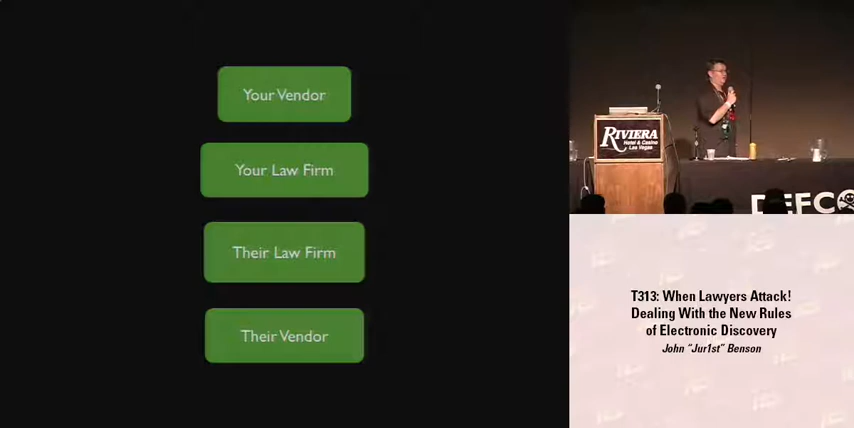 Your Vendor
Your Law Firm
Their Law Firm
Their Vendor
RIVIERA
Hotel & Casino
Las Vegas
DEFCO
T313: When Lawyers Attack!
Dealing With the New Rules
of Electronic Discovery
John "Jur1st" Benson